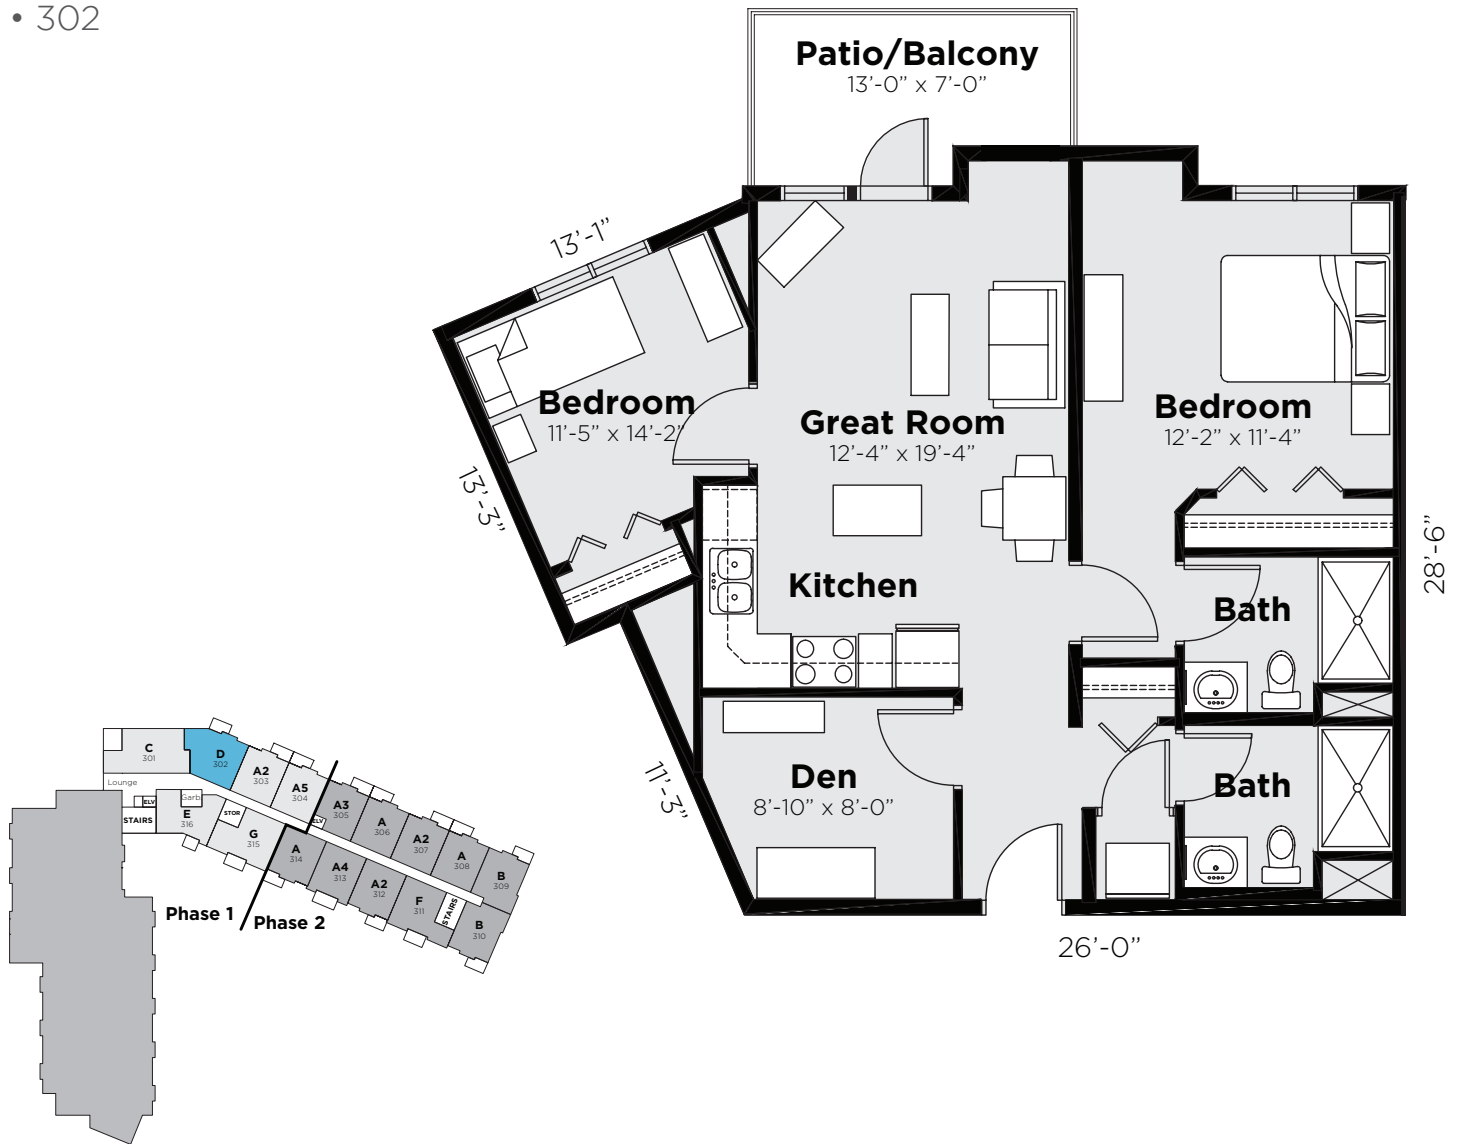 • 302
Patio/Balcony
13’-0” x 7’-0”
13’-1”
Bedroom
11’-5” x 14’-2”
Great Room
12’-4” x 19’-4”
Bedroom
12’-2” x 11’-4”
13’-3”
28’-6”
Kitchen
Bath
Den
8’-10” x 8’-0”
11’-3”
Bath
26’-0”
C
301
D
302
A2
303
A5
304
A3
305
A
306
A2
307
A
308
B
309
Lounge
ELV
Garb
STAIRS
E
316
STOR
G
315
ELV
A
314
A4
313
A2
312
F
311
STAIRS
B
310
Phase 1
Phase 2